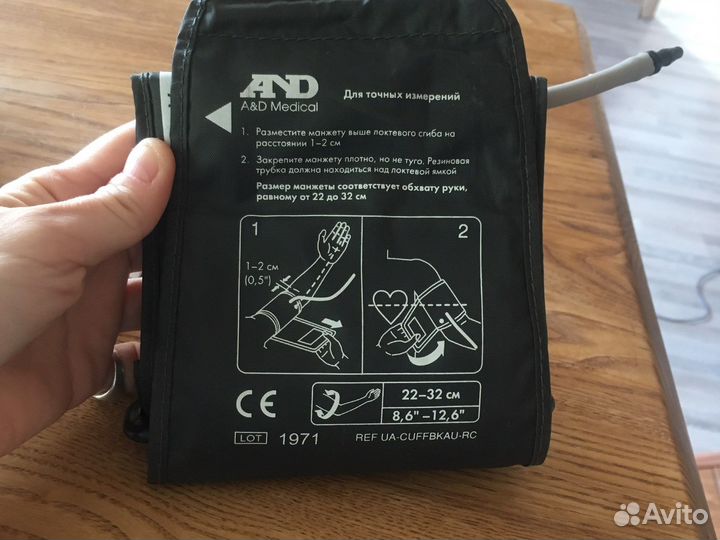 AND
A&D Medical
Для точных измерений
1. Разместите манжету выше локтевого сгиба на
расстоянии 1–2 см
2. Закрепите манжету плотно, но не туго. Резиновая
трубка должна находиться над локтевой ямкой
Размер манжеты соответствует обхвату руки,
равному от 22 до 32 см
1
2
1–2 см
(0,5")
CE
22–32 см
8,6"–12,6"
LOT 1971
REF UA-CUFFBKAU-RC
Avito